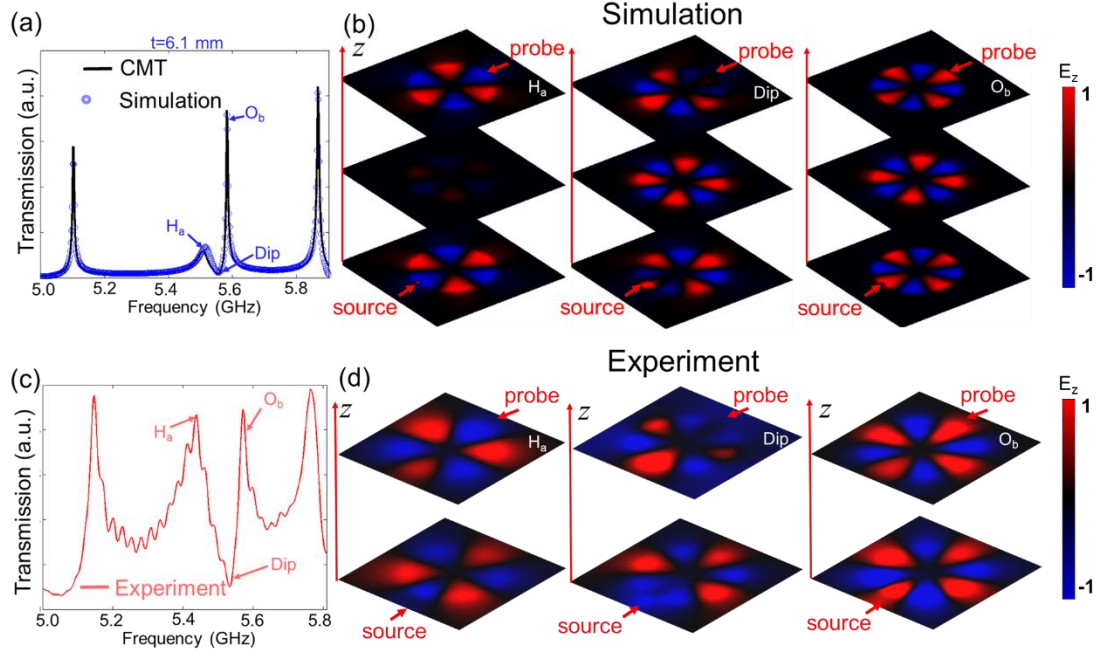 (a)
t=6.1 mm
CMT
Simulation
O_b
H_a
Dip
Transmission (a.u.)
5.0 5.2 5.4 5.6 5.8
Frequency (GHz)
Simulation
(b)
z
probe
H_a
source
probe
Dip
source
probe
O_b
source
E_z
1
-1
(c)
H_a
O_b
Dip
Experiment
Transmission (a.u.)
5.0 5.2 5.4 5.6 5.8
Frequency (GHz)
Experiment
(d)
z
probe
H_a
source
z
probe
Dip
source
z
probe
O_b
source
E_z
1
-1